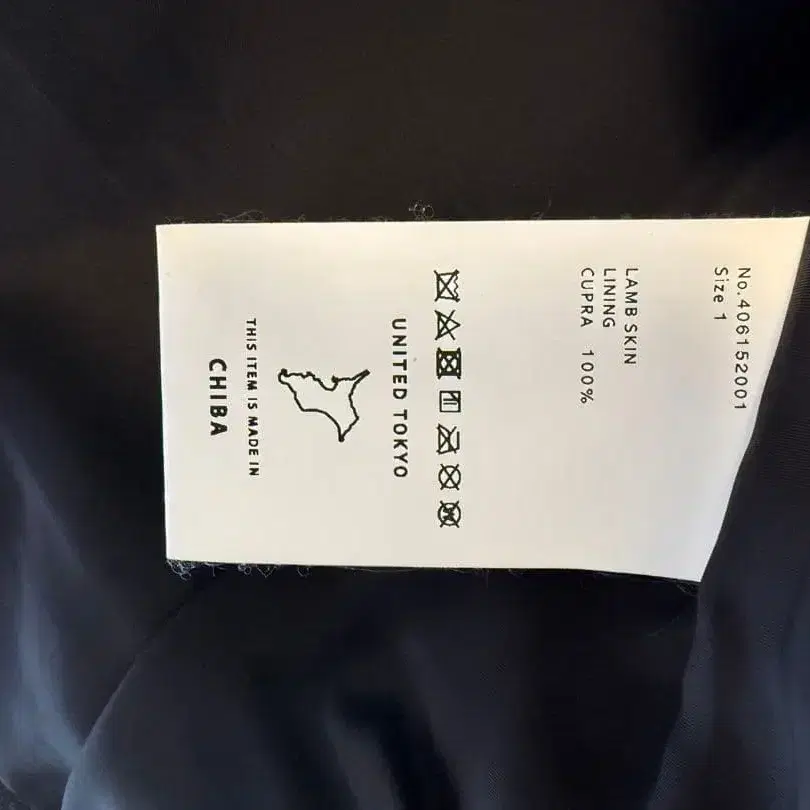 No.406152001
Size 1
LAMB SKIN
LINING
CUPRA 100%
UNITED TOKYO
THIS ITEM IS MADE IN
CHIBA